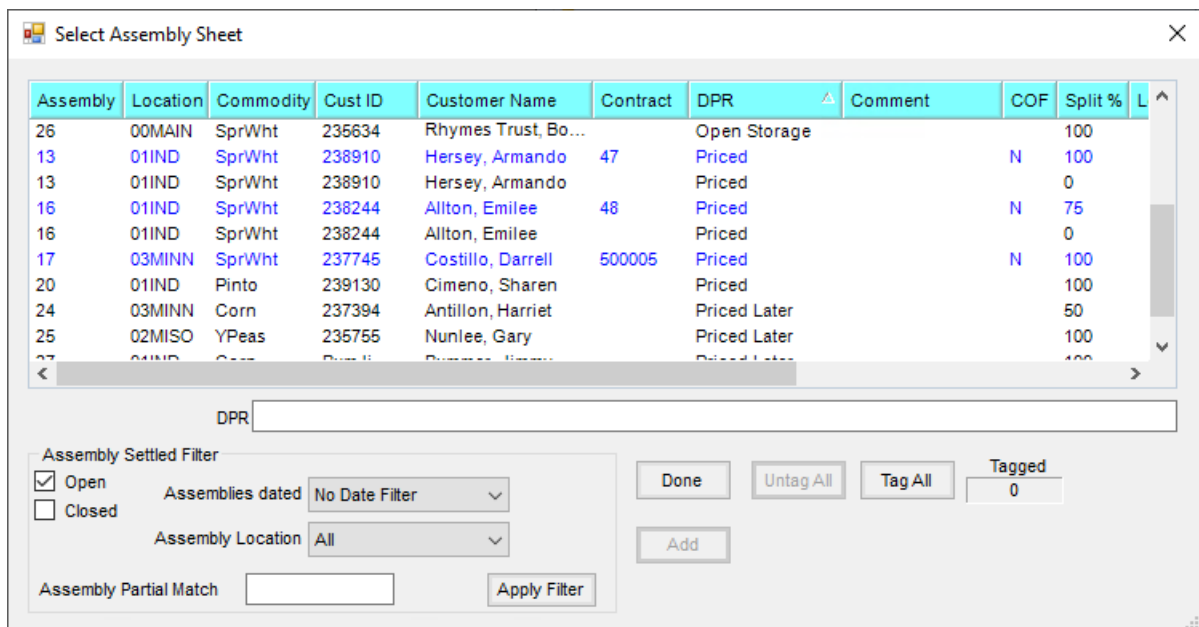 Select Assembly Sheet
Assembly Location Commodity Cust ID Customer Name Contract DPR Comment COF Split % L
26 00MAIN SprWht 235634 Rhymes Trust, Bo... Open Storage 100
13 01IND SprWht 238910 Hersey, Armando 47 Priced N 100
13 01IND SprWht 238910 Hersey, Armando Priced 0
16 01IND SprWht 238244 Allton, Emilee 48 Priced N 75
16 01IND SprWht 238244 Allton, Emilee Priced 0
17 03MINN SprWht 237745 Costillo, Darrell 500005 Priced N 100
20 01IND Pinto 239130 Cimeno, Sharen Priced 100
24 03MINN Corn 237394 Antillon, Harriet Priced Later 50
25 02MISO YPeas 235755 Nunlee, Gary Priced Later 100
27 01IND Corn Priced Later 100
DPR
Assembly Settled Filter
Open
Closed
Assemblies dated No Date Filter
Assembly Location All
Assembly Partial Match
Apply Filter
Done Untag All Tag All Tagged
0
Add